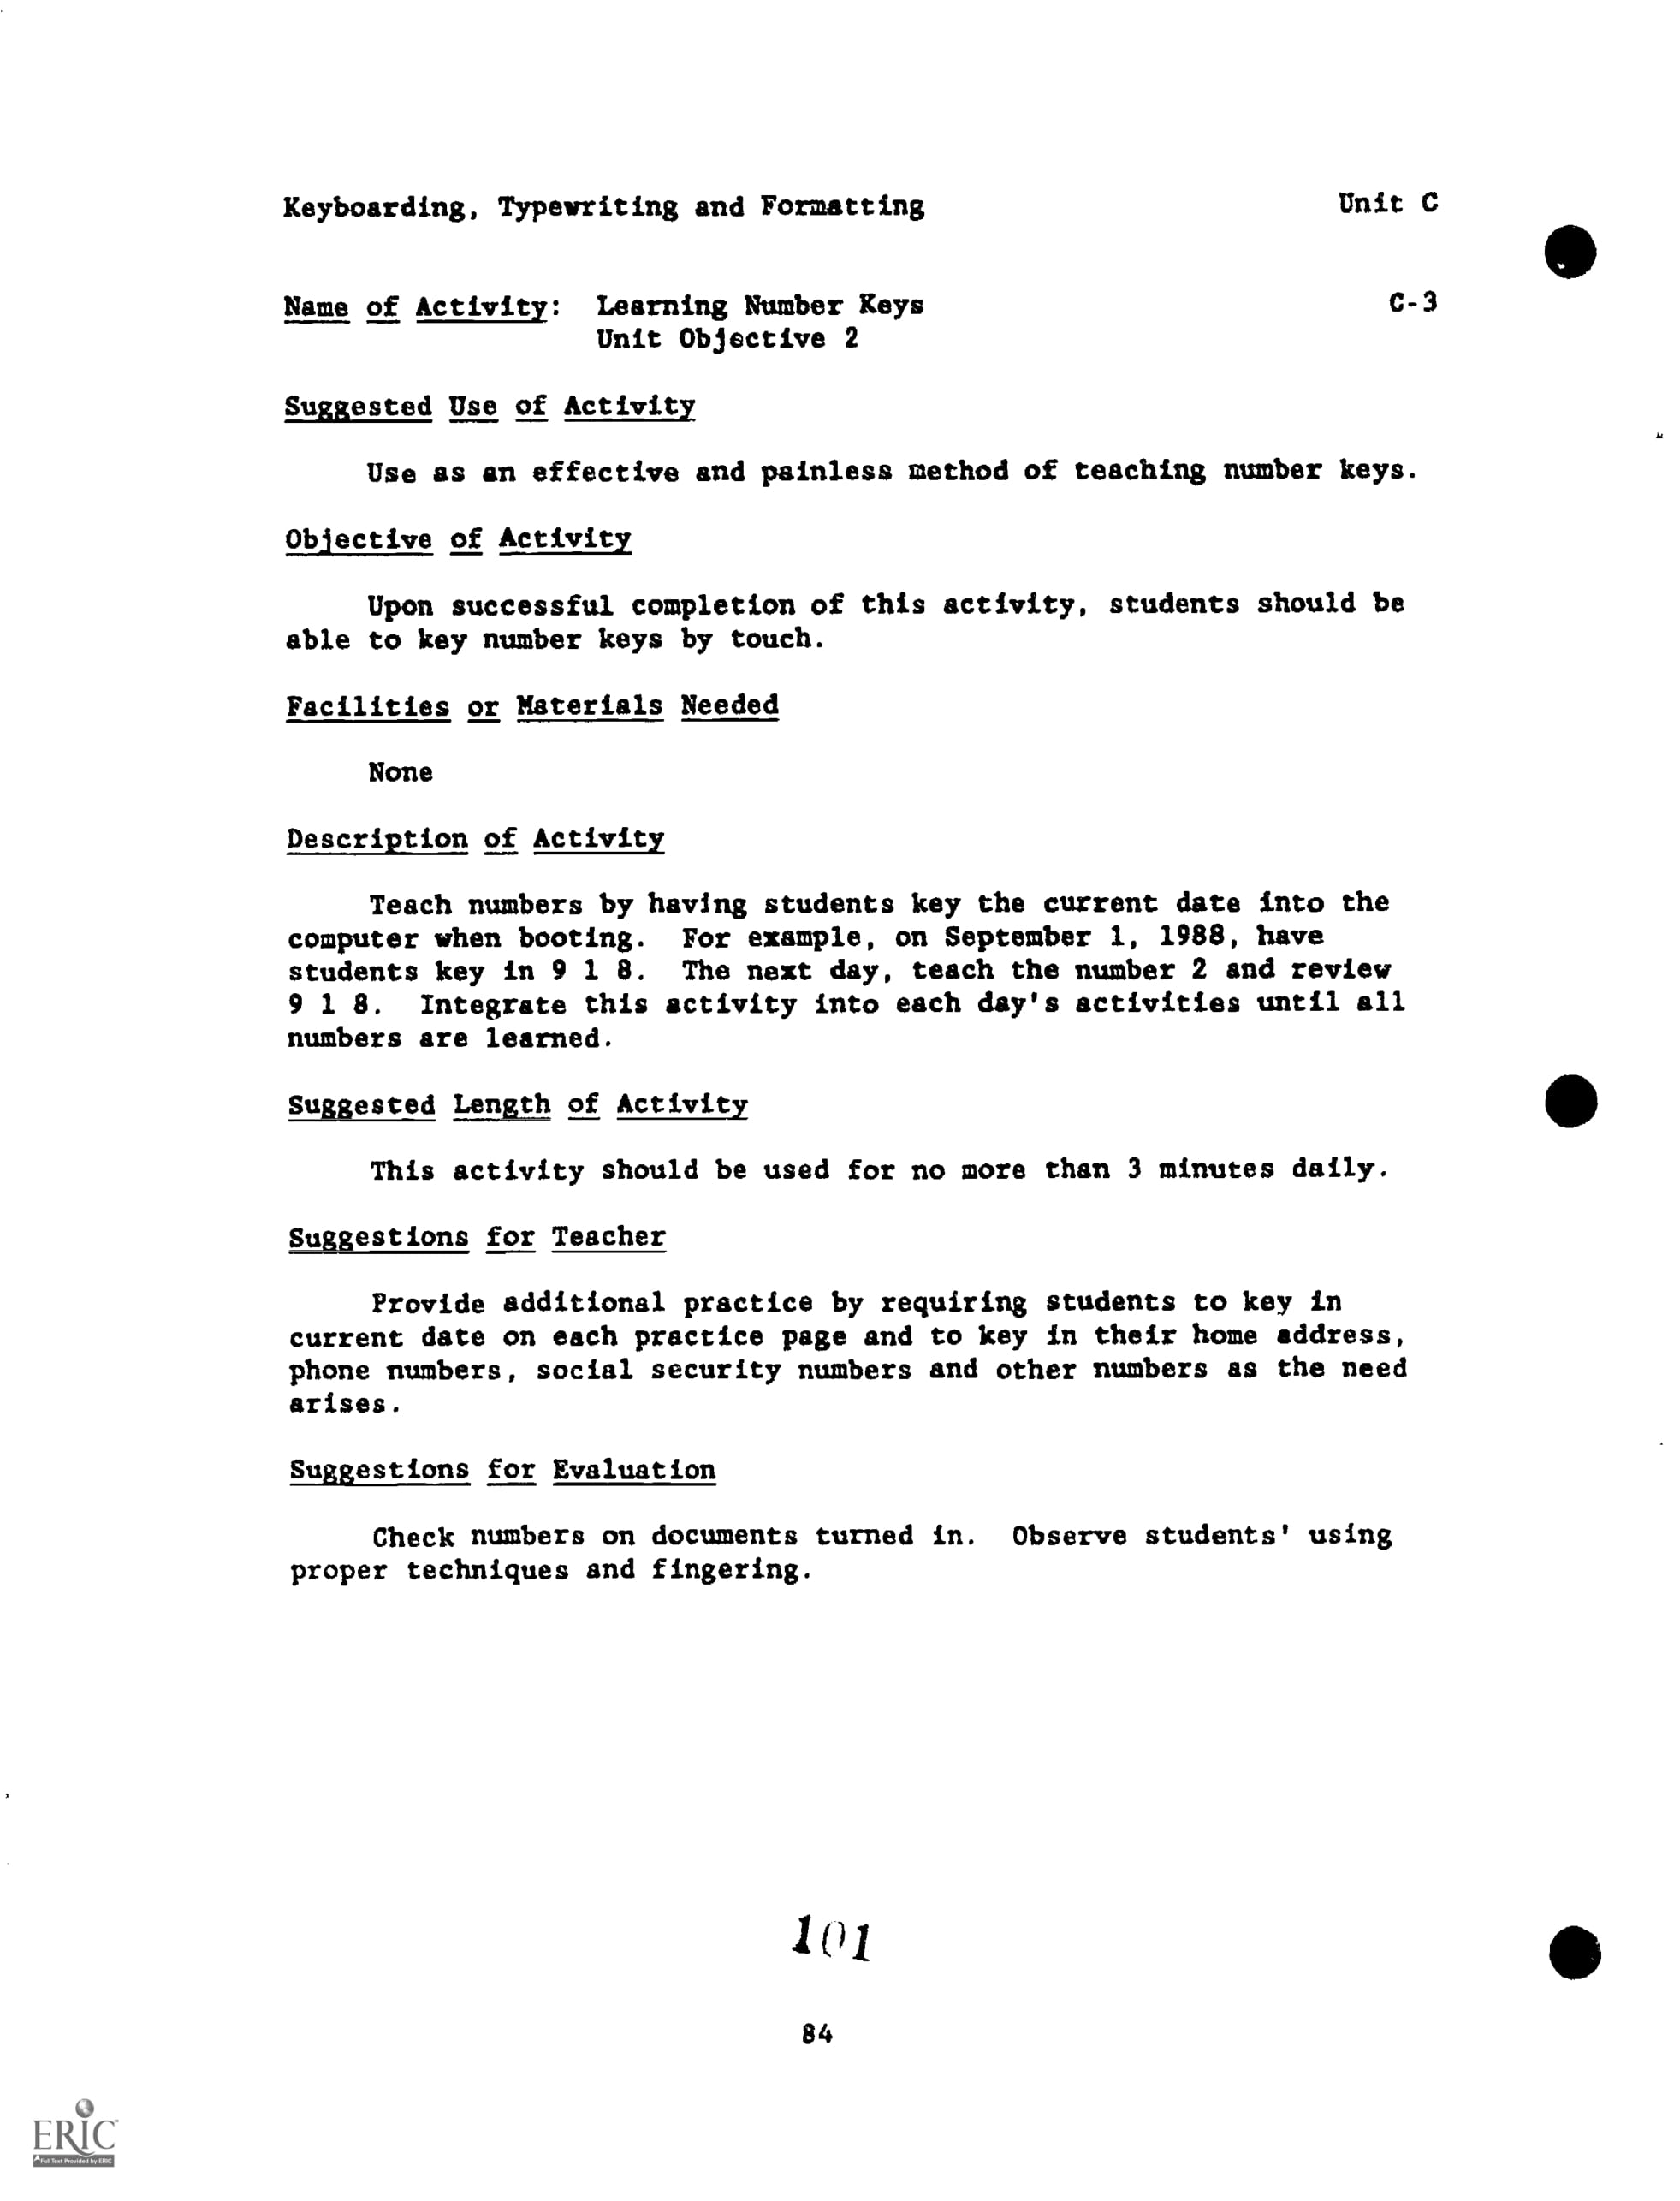 Keyboarding, Typewriting and Formatting Unit C
Name of Activity: Learning Number Keys C-3
Unit Objective 2
Suggested Use of Activity
Use as an effective and painless method of teaching number keys.
Objective of Activity
Upon successful completion of this activity, students should be
able to key number keys by touch.
Facilities or Materials Needed
None
Description of Activity
Teach numbers by having students key the current date into the
computer when booting. For example, on September 1, 1988, have
students key in 9 1 8. The next day, teach the number 2 and review
9 1 8. Integrate this activity into each day's activities until all
numbers are learned.
Suggested Length of Activity
This activity should be used for no more than 3 minutes daily.
Suggestions for Teacher
Provide additional practice by requiring students to key in
current date on each practice page and to key in their home address,
phone numbers, social security numbers and other numbers as the need
arises.
Suggestions for Evaluation
Check numbers on documents turned in. Observe students' using
proper techniques and fingering.
101
84
ERIC
Full Text Provided by ERIC